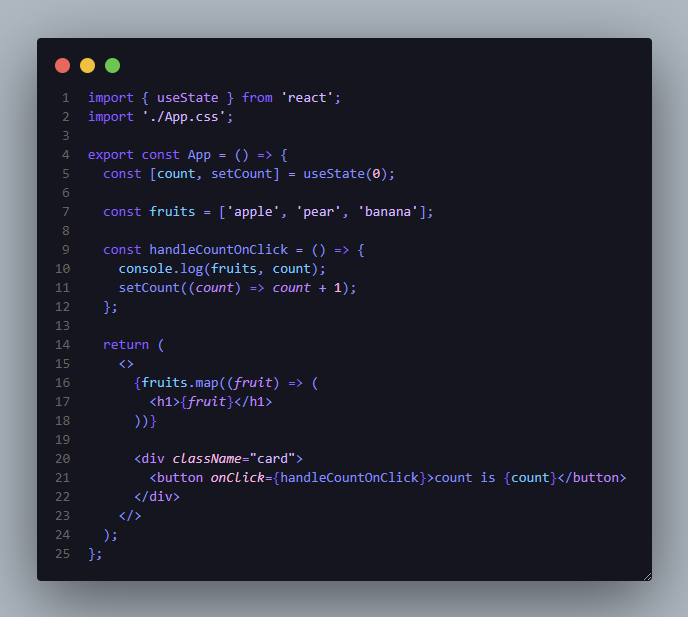 1 import { useState } from 'react';
2 import './App.css';
3
4 export const App = () => {
5   const [count, setCount] = useState(0);
6
7   const fruits = ['apple', 'pear', 'banana'];
8
9   const handleCountOnClick = () => {
10     console.log(fruits, count);
11     setCount((count) => count + 1);
12   };
13
14   return (
15     <>
16       {fruits.map((fruit) => (
17         <h1>{fruit}</h1>
18       ))}
19
20       <div className="card">
21         <button onClick={handleCountOnClick}>count is {count}</button>
22       </div>
23     </>
24   );
25 };